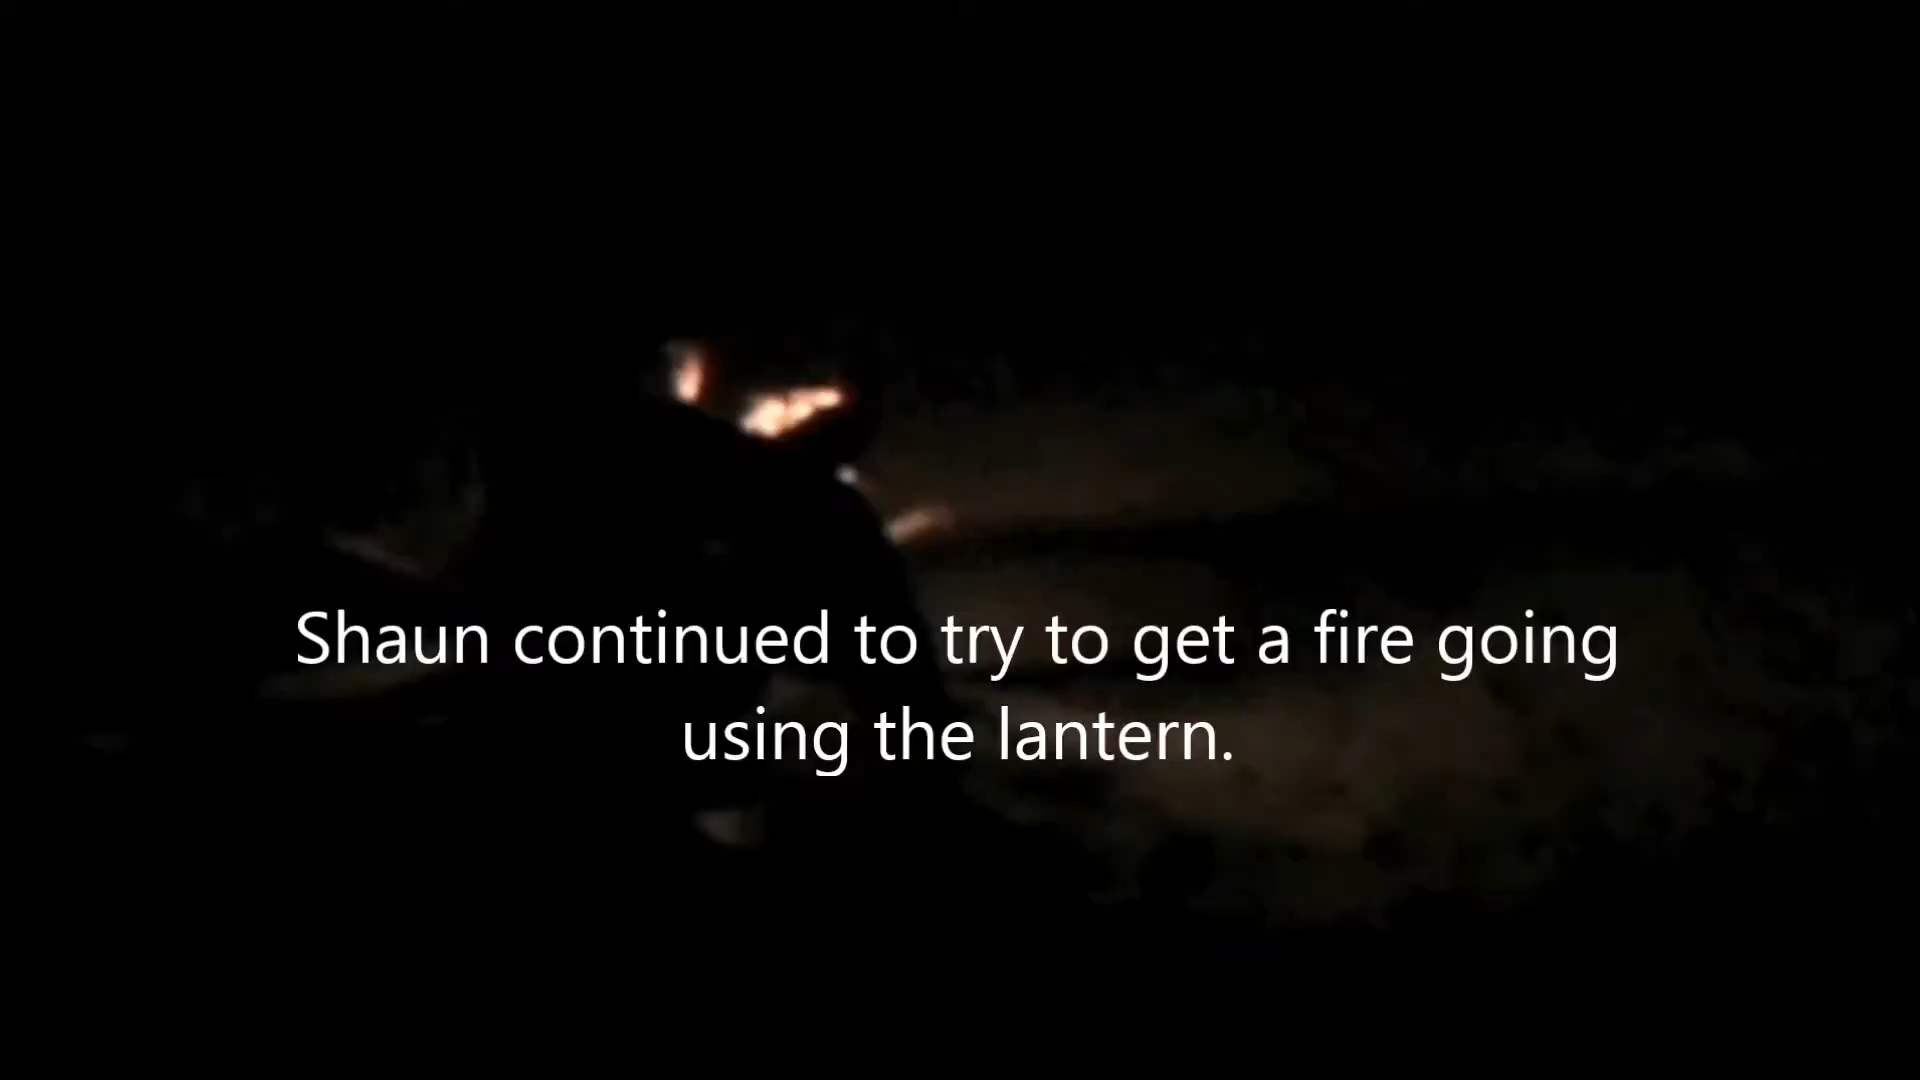 Shaun continued to try to get a fire going
using the lantern.